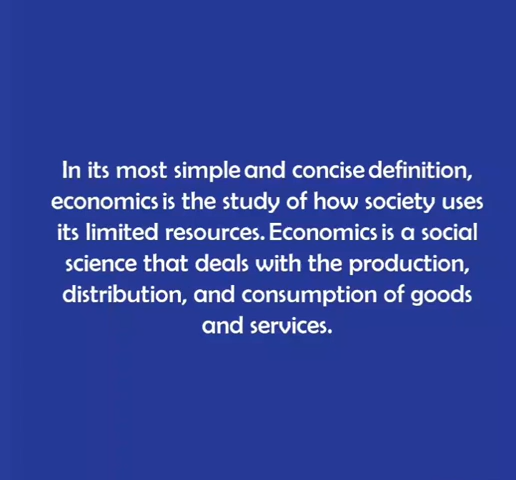 In its most simple and concise definition,
economics is the study of how society uses
its limited resources. Economics is a social
science that deals with the production,
distribution, and consumption of goods
and services.